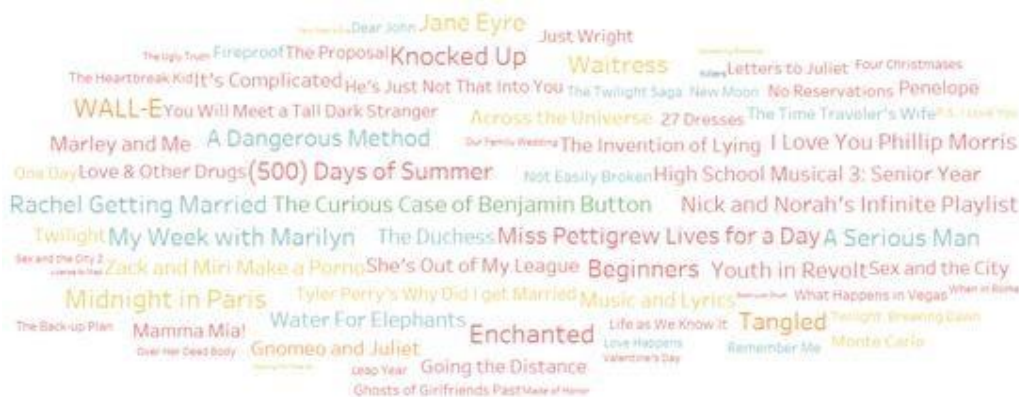 Dear John Jane Eyre
Just Wright
The Ugly Truth Fireproof The Proposal Knocked Up Waitress Letters to Juliet Four Christmases
The Heartbreak Kid It's Complicated He's Just Not That Into You The Twilight Saga New Moon No Reservations Penelope
WALL-E You Will Meet a Tall Dark Stranger Across the Universe 27 Dresses The Time Traveler's Wife P.S. I Love You
Marley and Me A Dangerous Method Our Family Wedding The Invention of Lying I Love You Phillip Morris
One Day Love & Other Drugs (500) Days of Summer Not Easily Broken High School Musical 3: Senior Year
Rachel Getting Married The Curious Case of Benjamin Button Nick and Norah's Infinite Playlist
Twilight My Week with Marilyn The Duchess Miss Pettigrew Lives for a Day A Serious Man
Sex and the City 2 Zack and Miri Make a Porno She's Out of My League Beginners Youth in Revolt Sex and the City
Midnight in Paris Tyler Perry's Why Did I get Married Music and Lyrics What Happens in Vegas When in Rome
The Back-up Plan Mamma Mia! Water For Elephants Enchanted Life as We Know It Tangled Twilight: Breaking Dawn
Over Her Dead Body Gnomeo and Juliet Love Happens Remember Me Monte Carlo
Leap Year Going the Distance Valentine's Day
Ghosts of Girlfriends Past Made of Honor